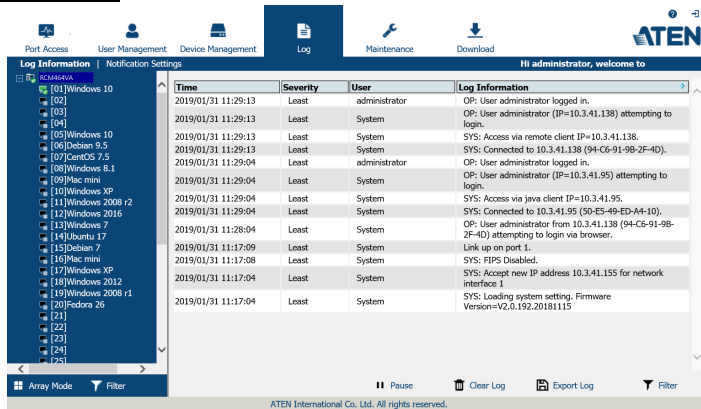 ATEN
Port Access
User Management
Device Management
Log
Maintenance
Download
Log Information | Notification Settings
Hi administrator, welcome to
RCM464VA
[01]Windows 10
[02]
[03]
[04]
[05]Windows 10
[06]Debian 9.5
[07]CentOS 7.5
[08]Windows 8.1
[09]Mac mini
[10]Windows XP
[11]Windows 2008 r2
[12]Windows 2016
[13]Windows 7
[14]Ubuntu 17
[15]Debian 7
[16]Mac mini
[17]Windows XP
[18]Windows 2012
[19]Windows 2008 r1
[20]Fedora 26
[21]
[22]
[23]
[24]
[25]
Array Mode
Filter
Time Severity User Log Information
2019/01/31 11:29:13 Least administrator OP: User administrator logged in.
2019/01/31 11:29:13 Least System OP: User administrator (IP=10.3.41.138) attempting to
login.
2019/01/31 11:29:13 Least System SYS: Access via remote client IP=10.3.41.138.
2019/01/31 11:29:13 Least System SYS: Connected to 10.3.41.138 (94-C6-91-9B-2F-4D).
2019/01/31 11:29:04 Least administrator OP: User administrator logged in.
2019/01/31 11:29:04 Least System OP: User administrator (IP=10.3.41.95) attempting to
login.
2019/01/31 11:29:04 Least System SYS: Access via java client IP=10.3.41.95.
2019/01/31 11:29:04 Least System SYS: Connected to 10.3.41.95 (50-E5-49-ED-A4-10).
2019/01/31 11:28:04 Least System OP: User administrator from 10.3.41.138 (94-C6-91-9B-
2F-4D) attempting to login via browser.
2019/01/31 11:17:09 Least System Link up on port 1.
2019/01/31 11:17:08 Least System SYS: FIPS Disabled.
2019/01/31 11:17:04 Least System SYS: Accept new IP address 10.3.41.155 for network
interface 1
2019/01/31 11:17:04 Least System SYS: Loading system setting. Firmware
Version=V2.0.192.20181115
Pause
Clear Log
Export Log
Filter
ATEN International Co. Ltd. All rights reserved.